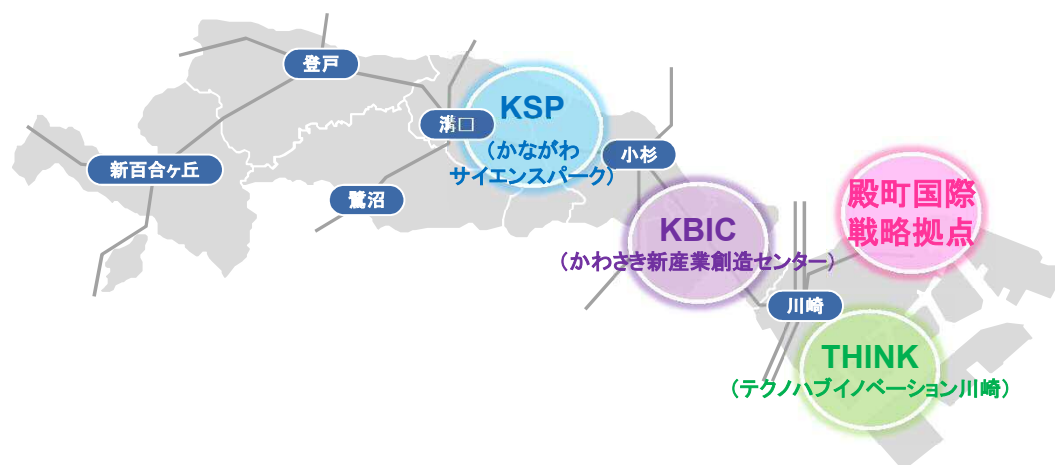 登戸
KSP
溝口
(かながわ
サイエンスパーク)
小杉
新百合ヶ丘
鷺沼
殿町国際
戦略拠点
KBIC
(かわさき新産業創造センター)
川崎
THINK
(テクノハブイノベーション川崎)